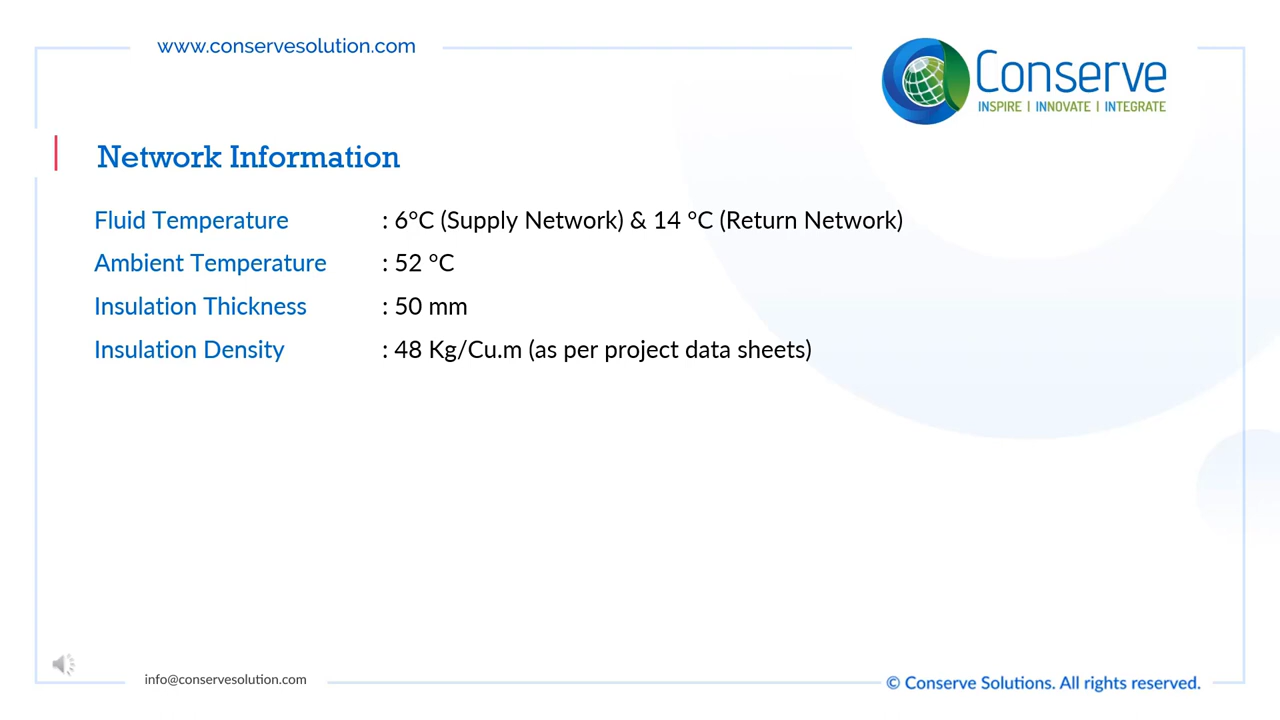 www.conservesolution.com
Conserve
INSPIRE | INNOVATE | INTEGRATE
Network Information
Fluid Temperature : 6°C (Supply Network) & 14 °C (Return Network)
Ambient Temperature : 52 °C
Insulation Thickness : 50 mm
Insulation Density : 48 Kg/Cu.m (as per project data sheets)
info@conservesolution.com
© Conserve Solutions. All rights reserved.